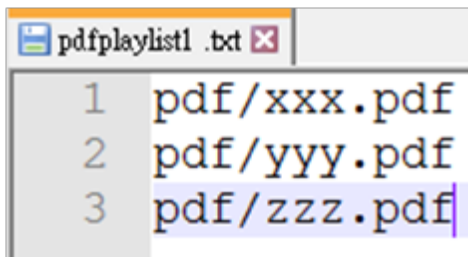 pdfplaylist1 .txt
1 pdf/xxx.pdf
2 pdf/yyy.pdf
3 pdf/zzz.pdf